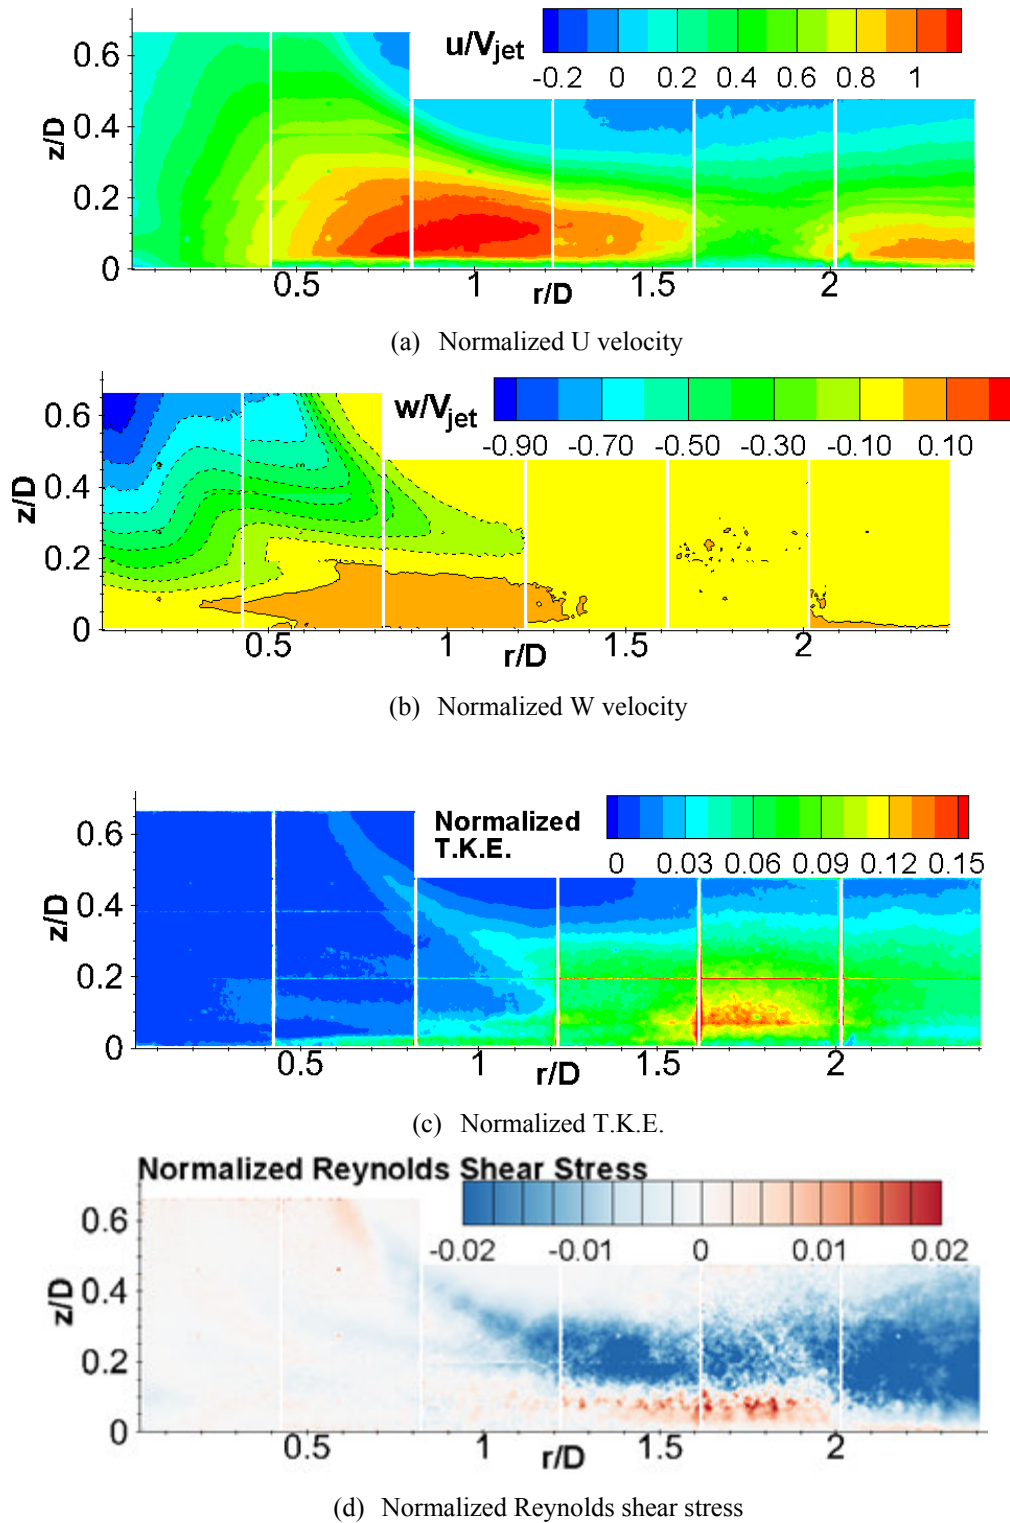 u/Vjet
-0.2 0 0.2 0.4 0.6 0.8 1
z/D
0.6
0.4
0.2
0
0.5 1 1.5 2
r/D
(a) Normalized U velocity
w/Vjet
-0.90 -0.70 -0.50 -0.30 -0.10 0.10
z/D
0.6
0.4
0.2
0
0.5 1 1.5 2
r/D
(b) Normalized W velocity
Normalized
T.K.E.
0 0.03 0.06 0.09 0.12 0.15
z/D
0.6
0.4
0.2
0
0.5 1 1.5 2
r/D
(c) Normalized T.K.E.
Normalized Reynolds Shear Stress
-0.02 -0.01 0 0.01 0.02
z/D
0.6
0.4
0.2
0
0.5 1 1.5 2
r/D
(d) Normalized Reynolds shear stress